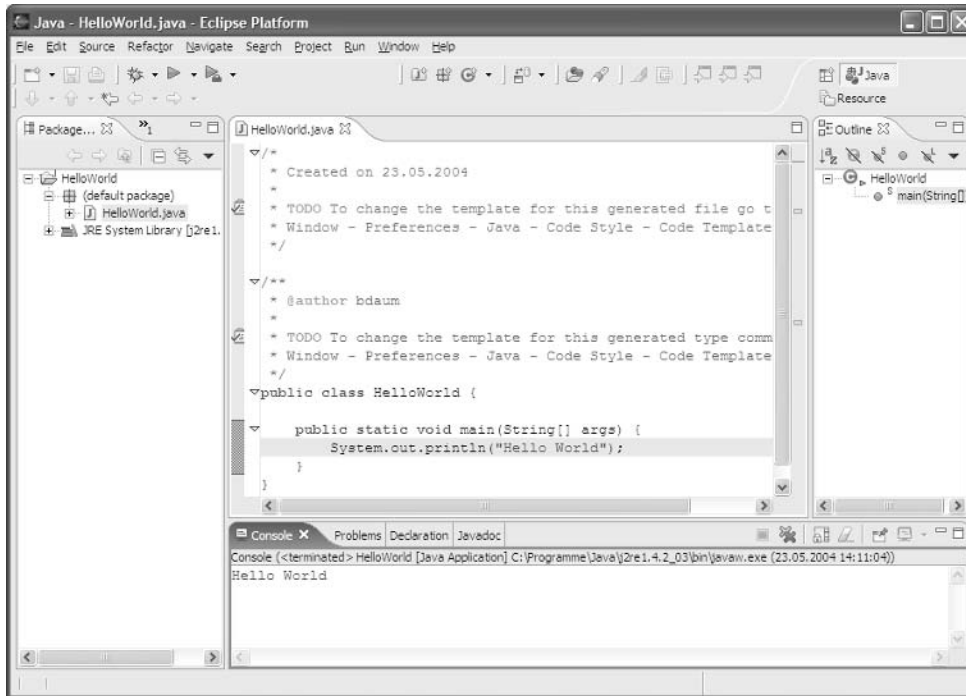 Java - HelloWorld.java - Eclipse Platform
File Edit Source Refactor Navigate Search Project Run Window Help
Java
Resource
Package...
1
HelloWorld
(default package)
HelloWorld.java
JRE System Library [j2re1.
HelloWorld.java
/*
* Created on 23.05.2004
*
* TODO To change the template for this generated file go t
* Window - Preferences - Java - Code Style - Code Template
*/
/**
* @author bdaum
*
* TODO To change the template for this generated type comm
* Window - Preferences - Java - Code Style - Code Template
*/
public class HelloWorld {
public static void main(String[] args) {
System.out.println("Hello World");
}
}
Outline
HelloWorld
main(String[]
Console Problems Declaration Javadoc
Console (<terminated> HelloWorld [Java Application] C:\Programme\Java\j2re1.4.2_03\bin\javaw.exe (23.05.2004 14:11:04))
Hello World